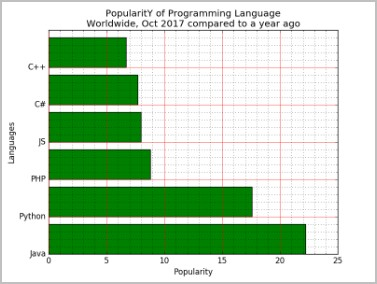 PopularitY of Programming Language
Worldwide, Oct 2017 compared to a year ago
Languages
C++
C#
JS
PHP
Python
Java
0 5 10 15 20 25
Popularity